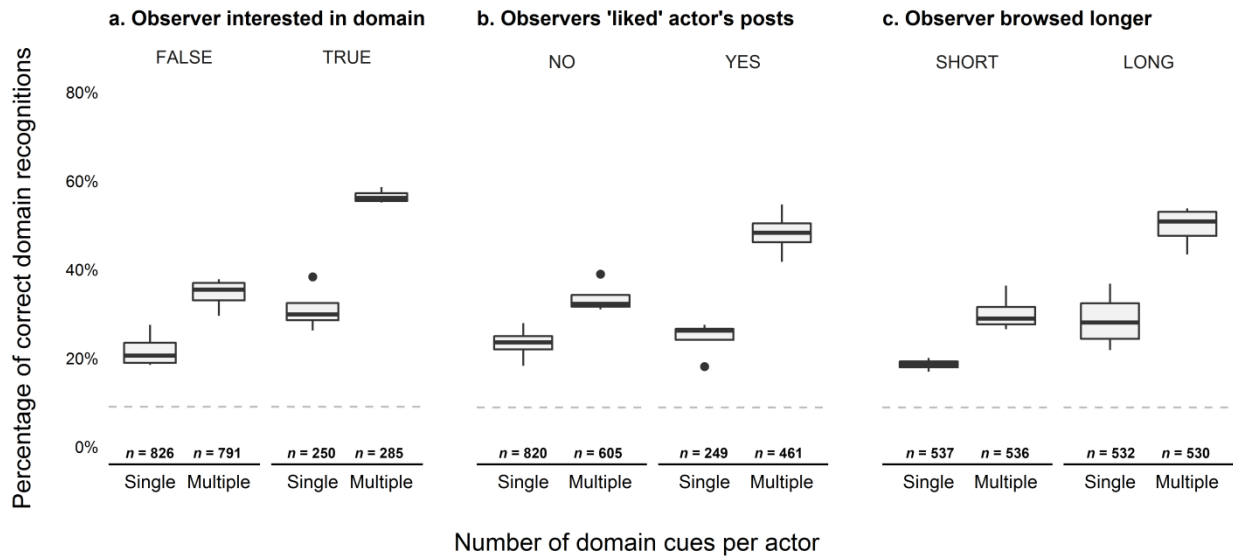 a. Observer interested in domain
b. Observers 'liked' actor's posts
c. Observer browsed longer
FALSE TRUE
NO YES
SHORT LONG
Percentage of correct domain recognitions
80%
60%
40%
20%
0%
n = 826 n = 791 n = 250 n = 285
n = 820 n = 605 n = 249 n = 461
n = 537 n = 536 n = 532 n = 530
Single Multiple Single Multiple
Single Multiple Single Multiple
Single Multiple Single Multiple
Number of domain cues per actor